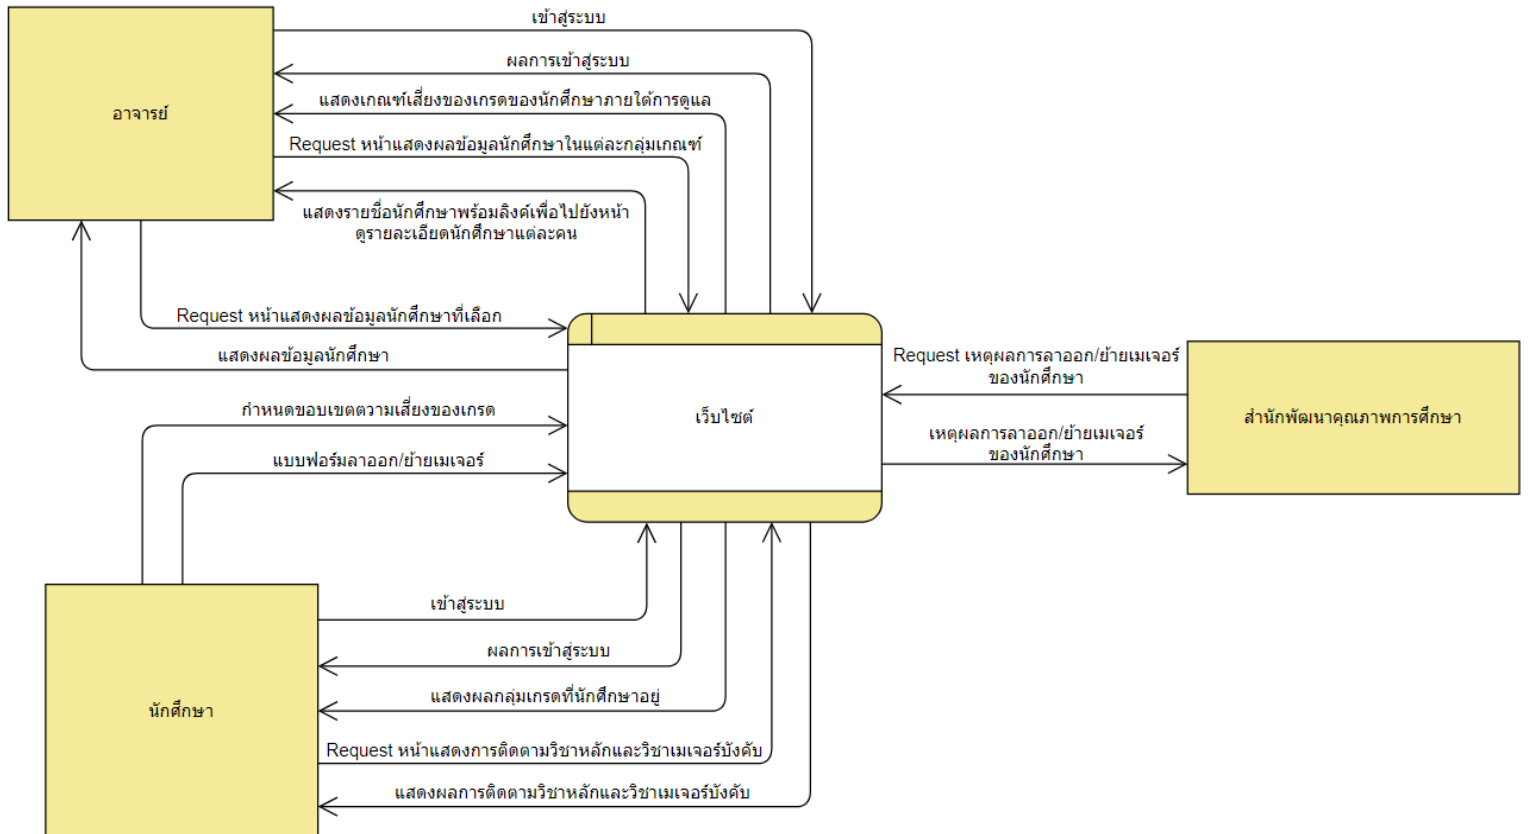 เข้าสู่ระบบ
ผลการเข้าสู่ระบบ
แสดงเกณฑ์เสี่ยงของเกรดของนักศึกษาภายใต้การดูแล
อาจารย์
Request หน้าแสดงผลข้อมูลนักศึกษาในแต่ละกลุ่มเกณฑ์
แสดงรายชื่อนักศึกษาพร้อมลิงค์เพื่อไปยังหน้า
ดูรายละเอียดนักศึกษาแต่ละคน
Request หน้าแสดงผลข้อมูลนักศึกษาที่เลือก
แสดงผลข้อมูลนักศึกษา
Request เหตุผลการลาออก/ย้ายเมเจอร์
ของนักศึกษา
กำหนดขอบเขตตวามเสี่ยงของเกรด
เว็บไซต์
สำนักพัฒนาคุณภาพการศึกษา
เหตุผลการลาออก/ย้ายเมเจอร์
ของนักศึกษา
แบบฟอร์มลาออก/ย้ายเมเจอร์
เข้าสู่ระบบ
ผลการเข้าสู่ระบบ
แสดงผลกลุ่มเกรดที่นักศึกษาอยู่
นักศึกษา
Request หน้าแสดงการติดตามวิชาหลักและวิชาเมเจอร์บังคับ
แสดงผลการติดตามวิชาหลักและวิชาเมเจอร์บังคับ